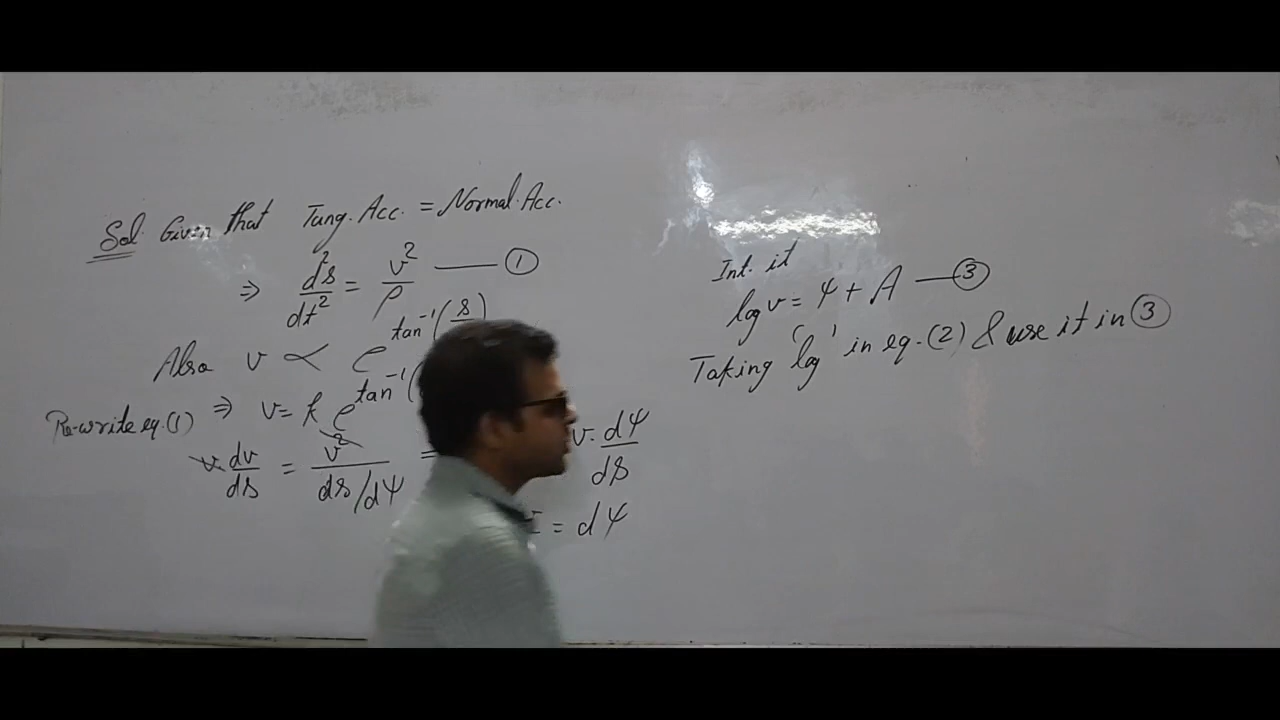 Sol. Given that Tang. Acc. = Normal. Acc.
⇒ d²s/dt² = v²/ρ — ①
Also v ∝ e^tan⁻¹(s/
Re-write eq.(1) ⇒ v = k e^tan⁻¹(
v dv/ds = v²/(ds/dψ) = v. dψ/ds
= dψ
Int. it
log v = ψ + A — ③
Taking 'log' in eq.(2) & use it in ③